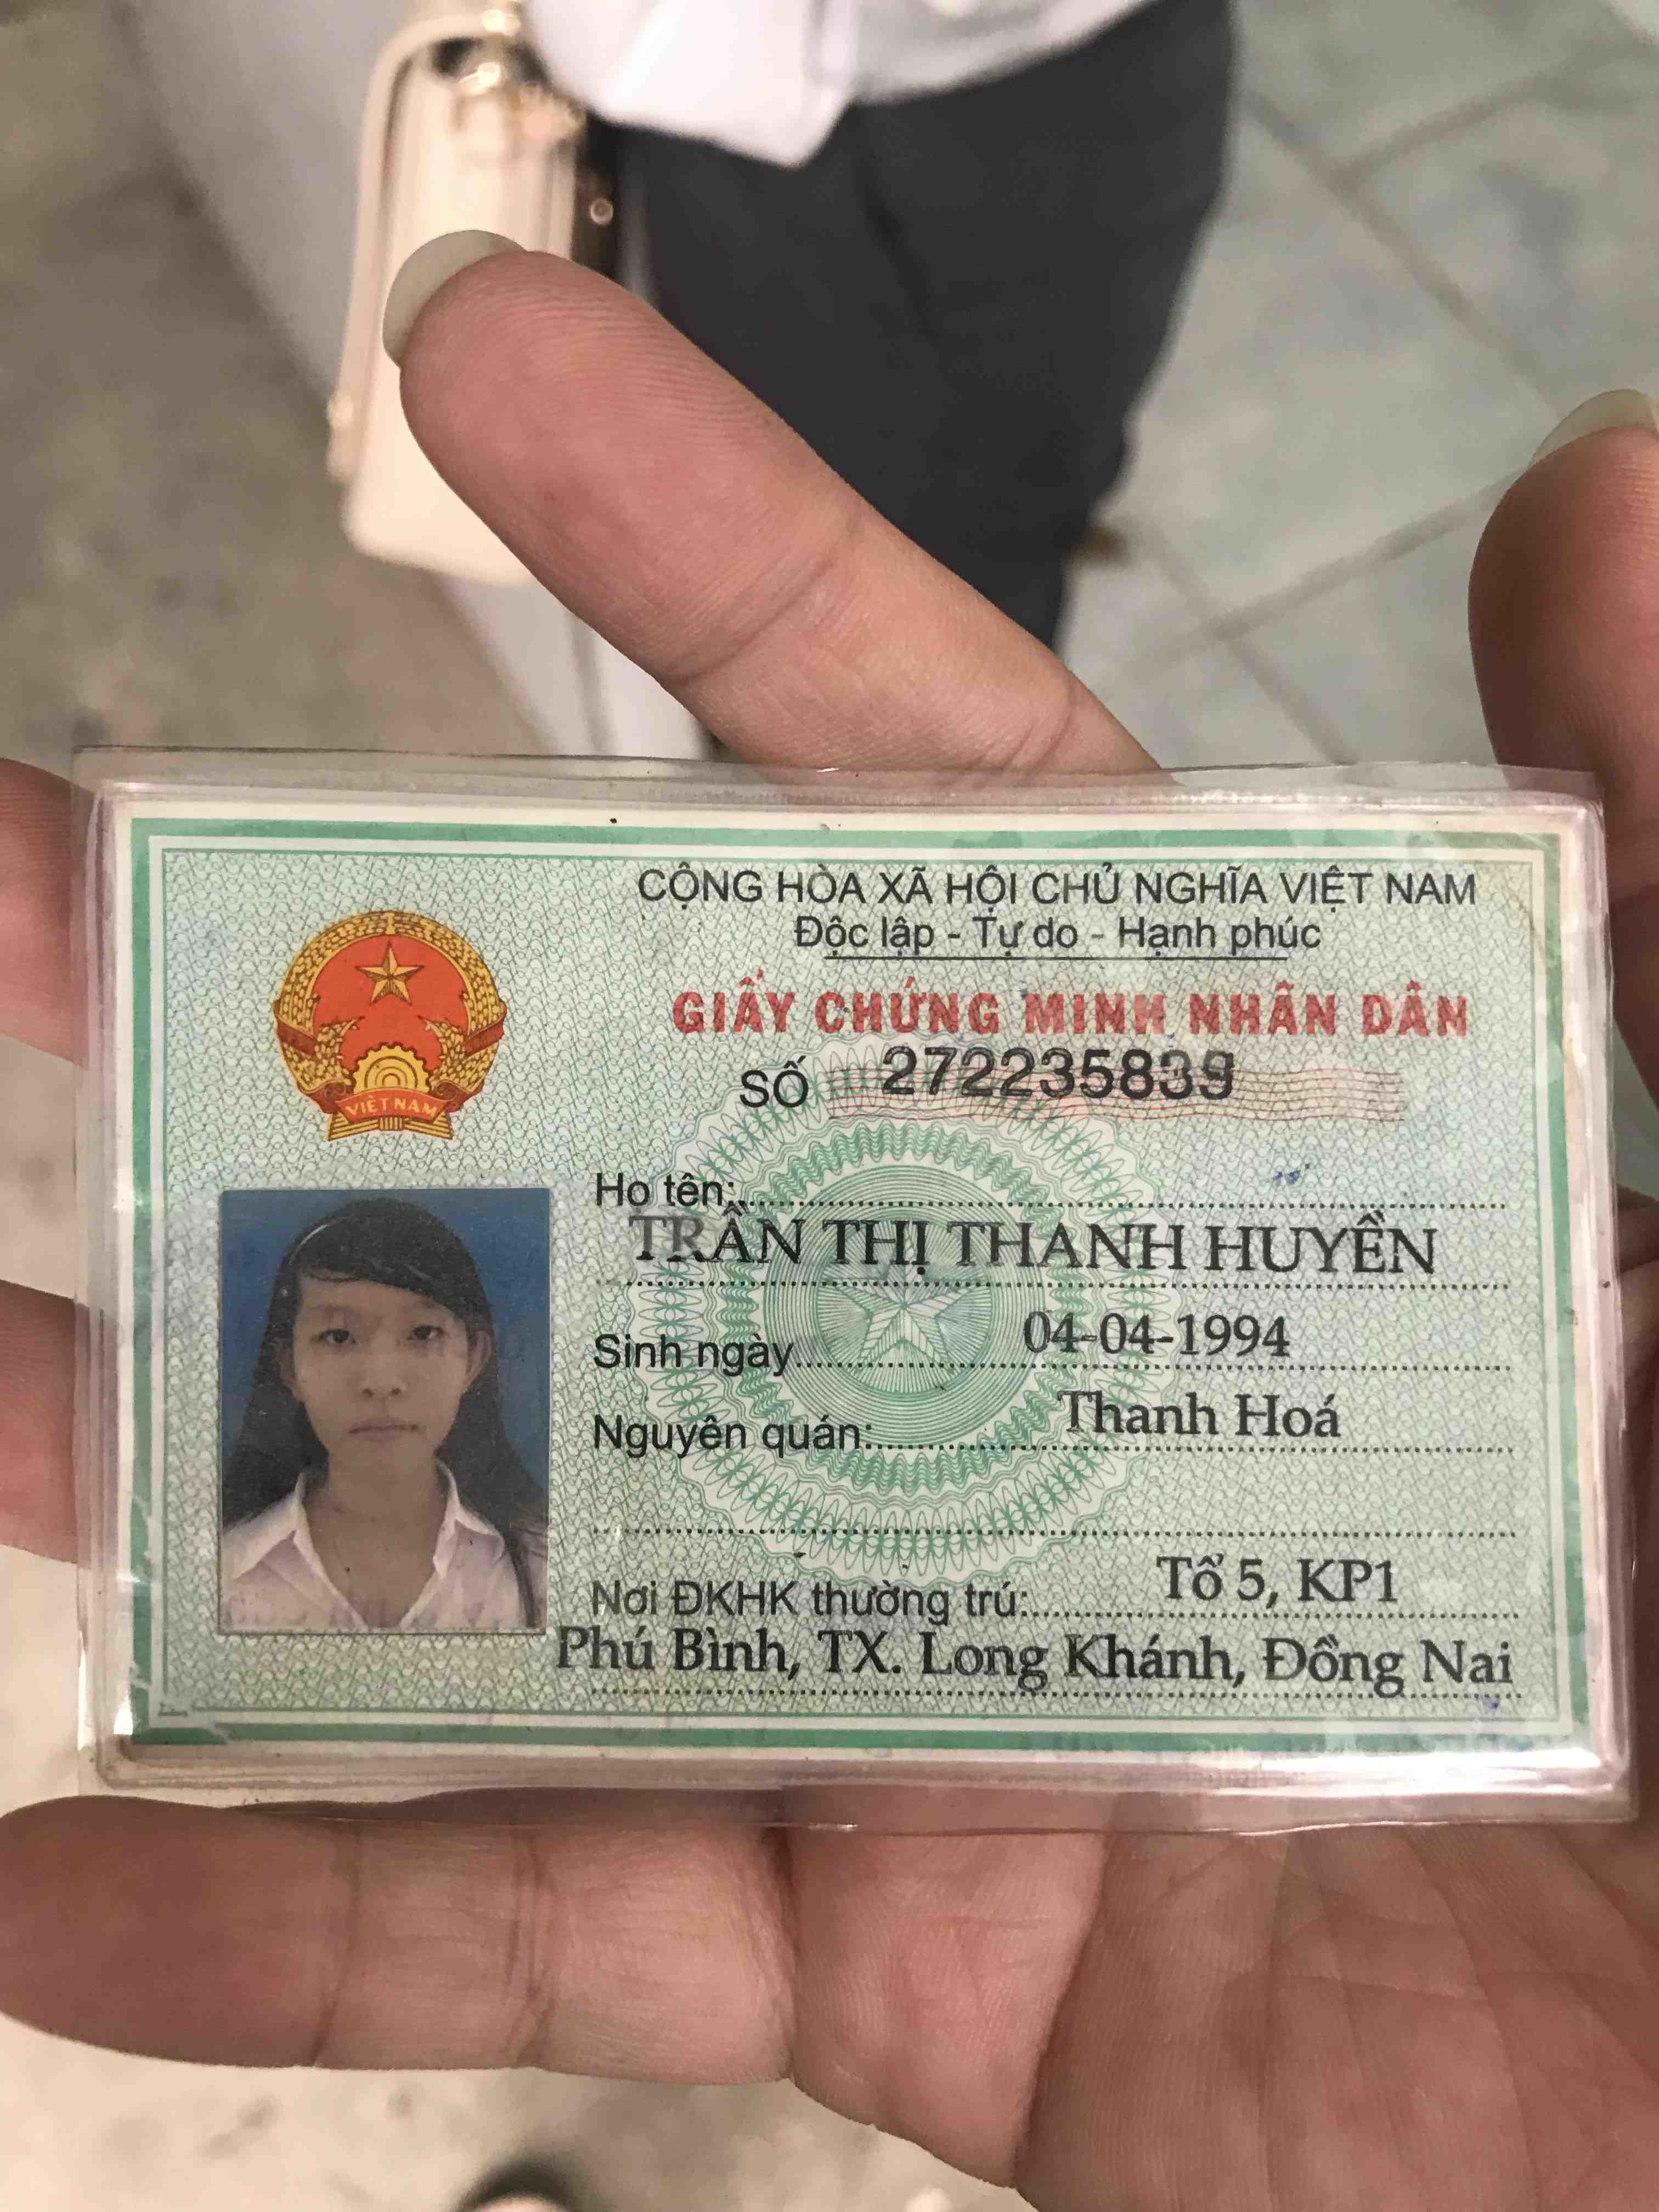 CỘNG HÒA XÃ HỘI CHỦ NGHĨA VIỆT NAM
Độc lập - Tự do - Hạnh phúc
GIẤY CHỨNG MINH NHÂN DÂN
SỐ 272235839
VIỆT NAM
Họ tên:
TRẦN THỊ THANH HUYỀN
Sinh ngày 04-04-1994
Nguyên quán: Thanh Hoá
Nơi ĐKHK thường trú: Tổ 5, KP1
Phú Bình, TX. Long Khánh, Đồng Nai